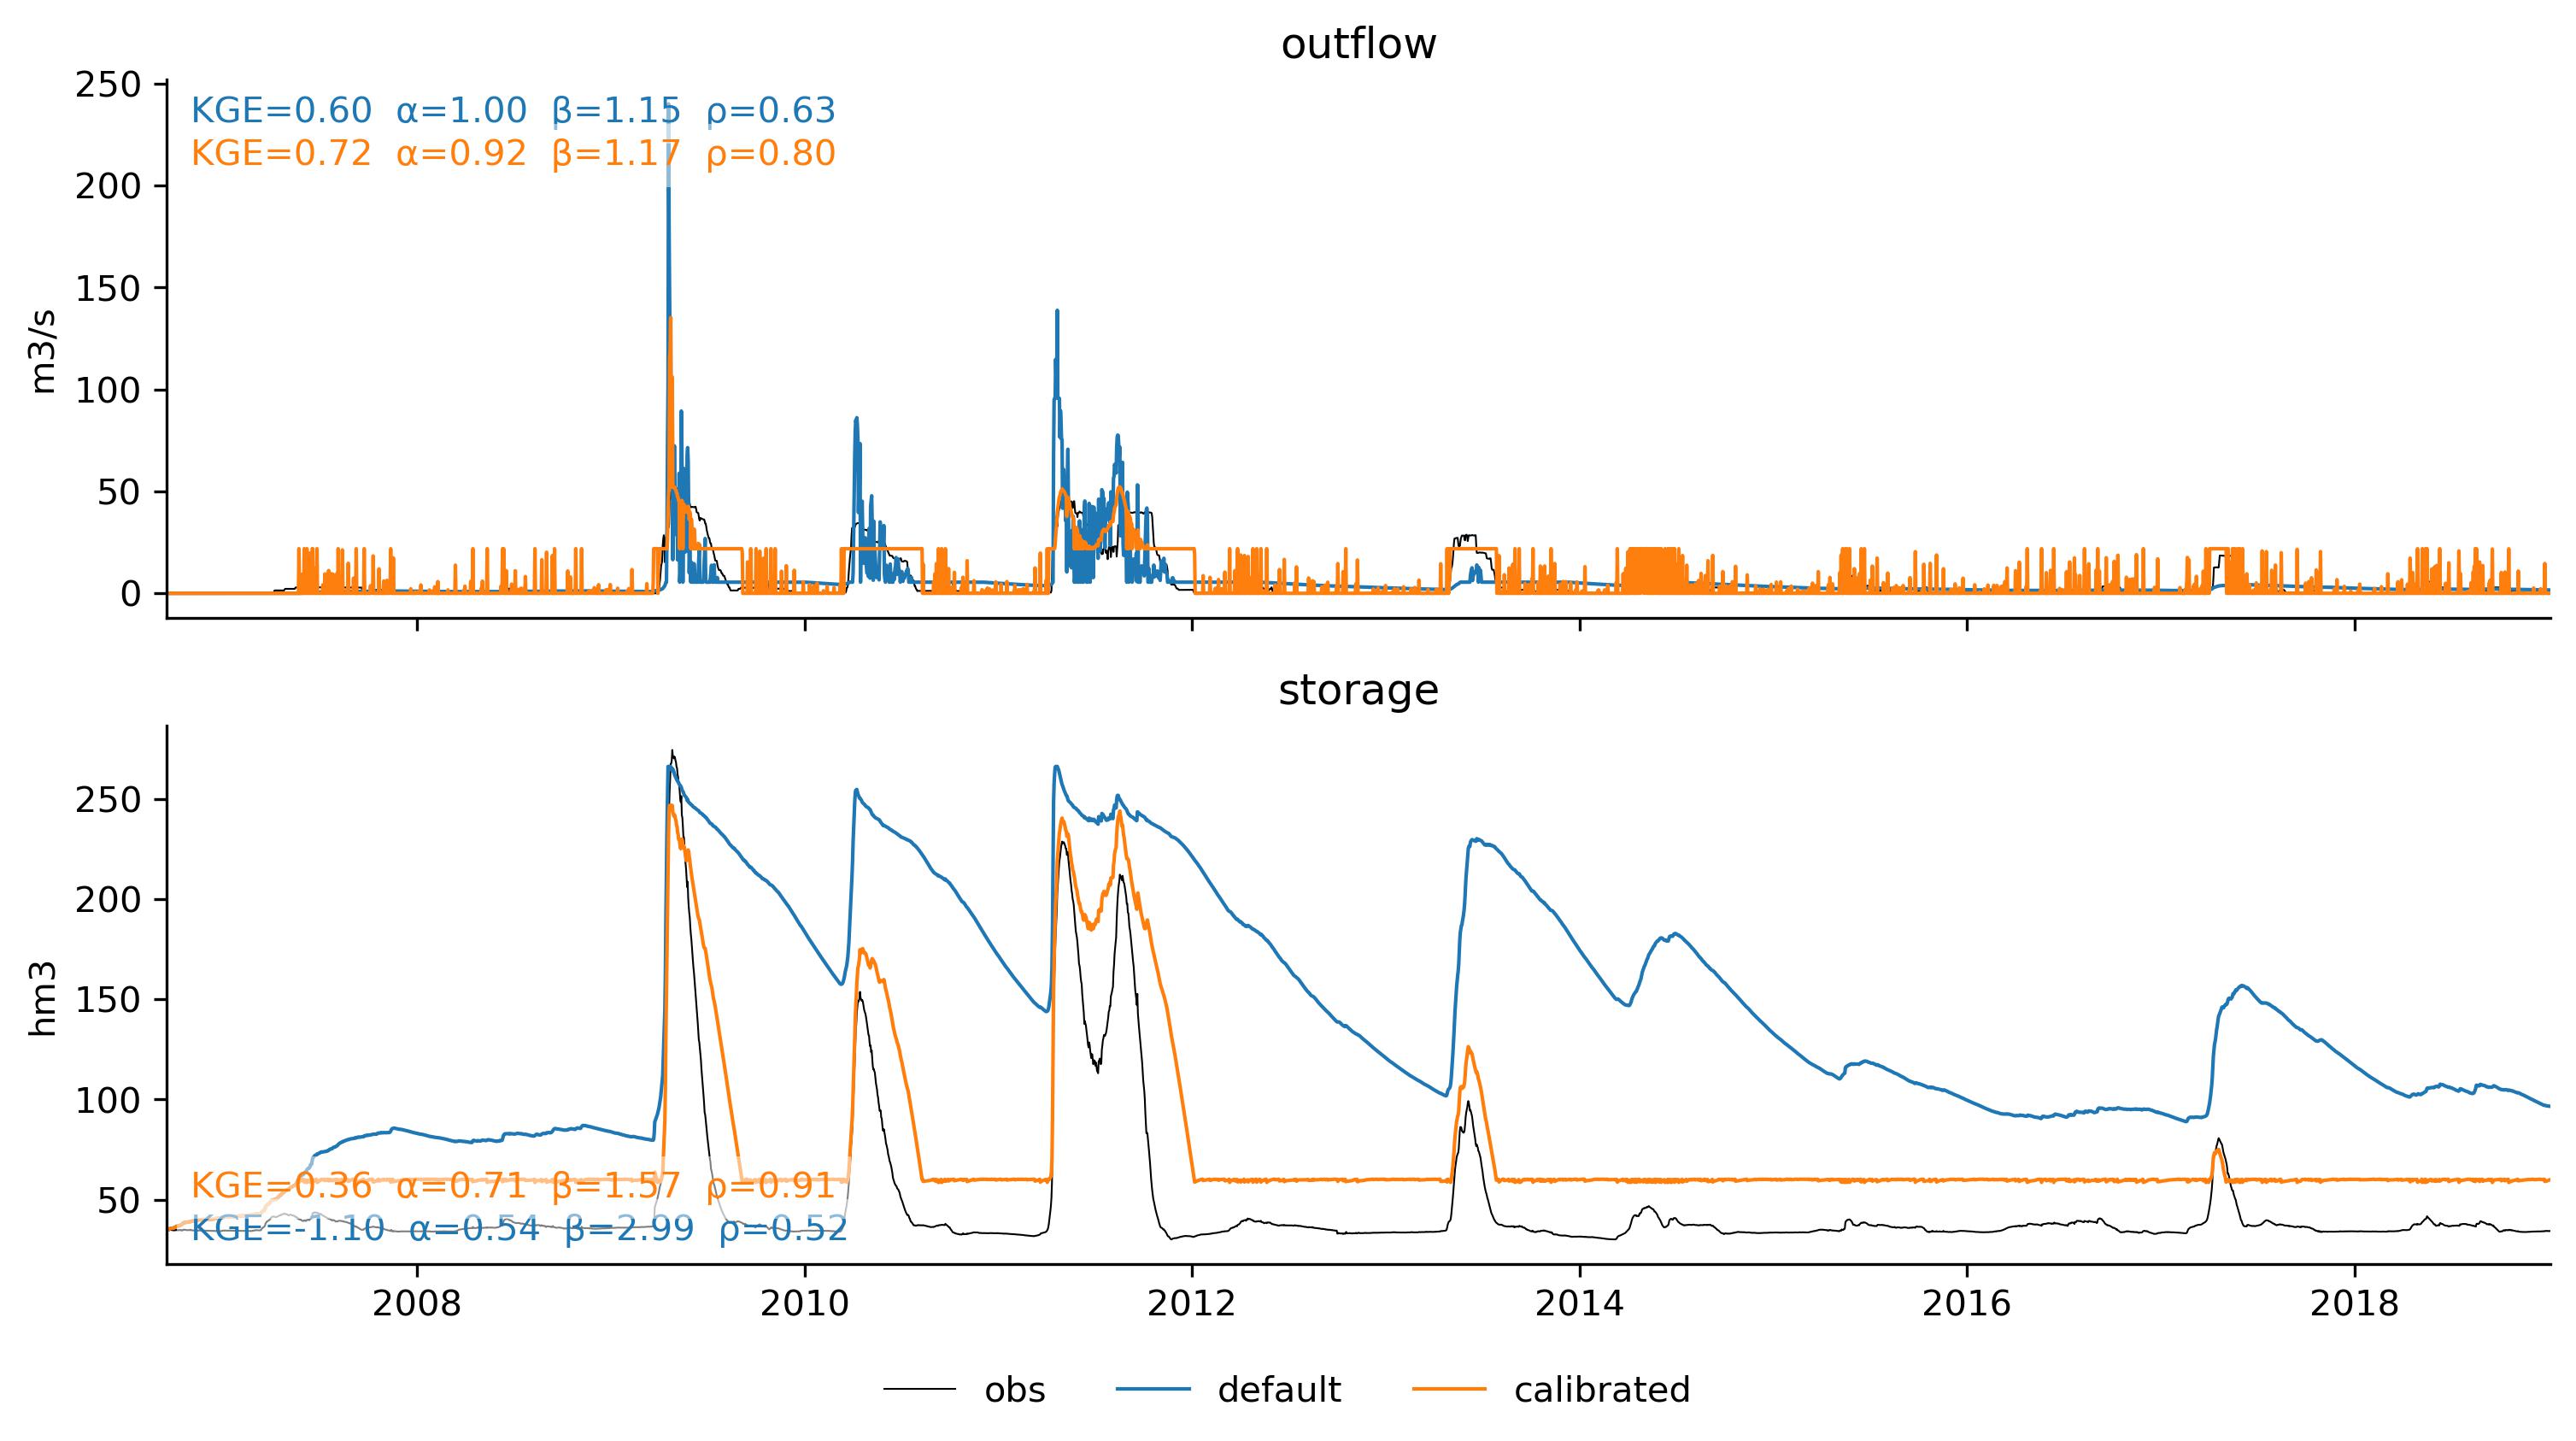 outflow
250
KGE=0.60 α=1.00 β=1.15 ρ=0.63
KGE=0.72 α=0.92 β=1.17 ρ=0.80
200
150
m3/s
100
50
0
storage
250
200
150
hm3
100
KGE=0.36 α=0.71 β=1.57 ρ=0.91
50
KGE=-1.10 α=0.54 β=2.99 ρ=0.52
2008 2010 2012 2014 2016 2018
obs default calibrated